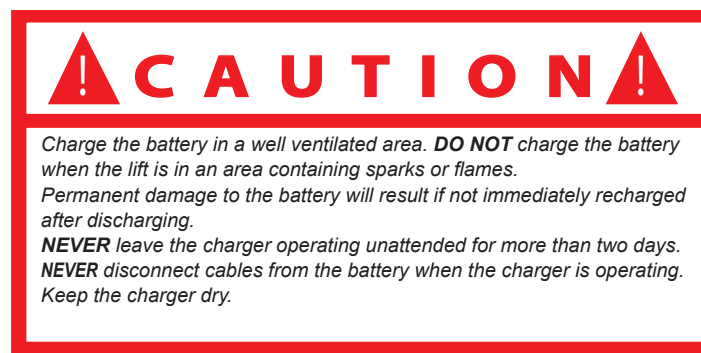 ! CAUTION !
Charge the battery in a well ventilated area. DO NOT charge the battery
when the lift is in an area containing sparks or flames.
Permanent damage to the battery will result if not immediately recharged
after discharging.
NEVER leave the charger operating unattended for more than two days.
NEVER disconnect cables from the battery when the charger is operating.
Keep the charger dry.